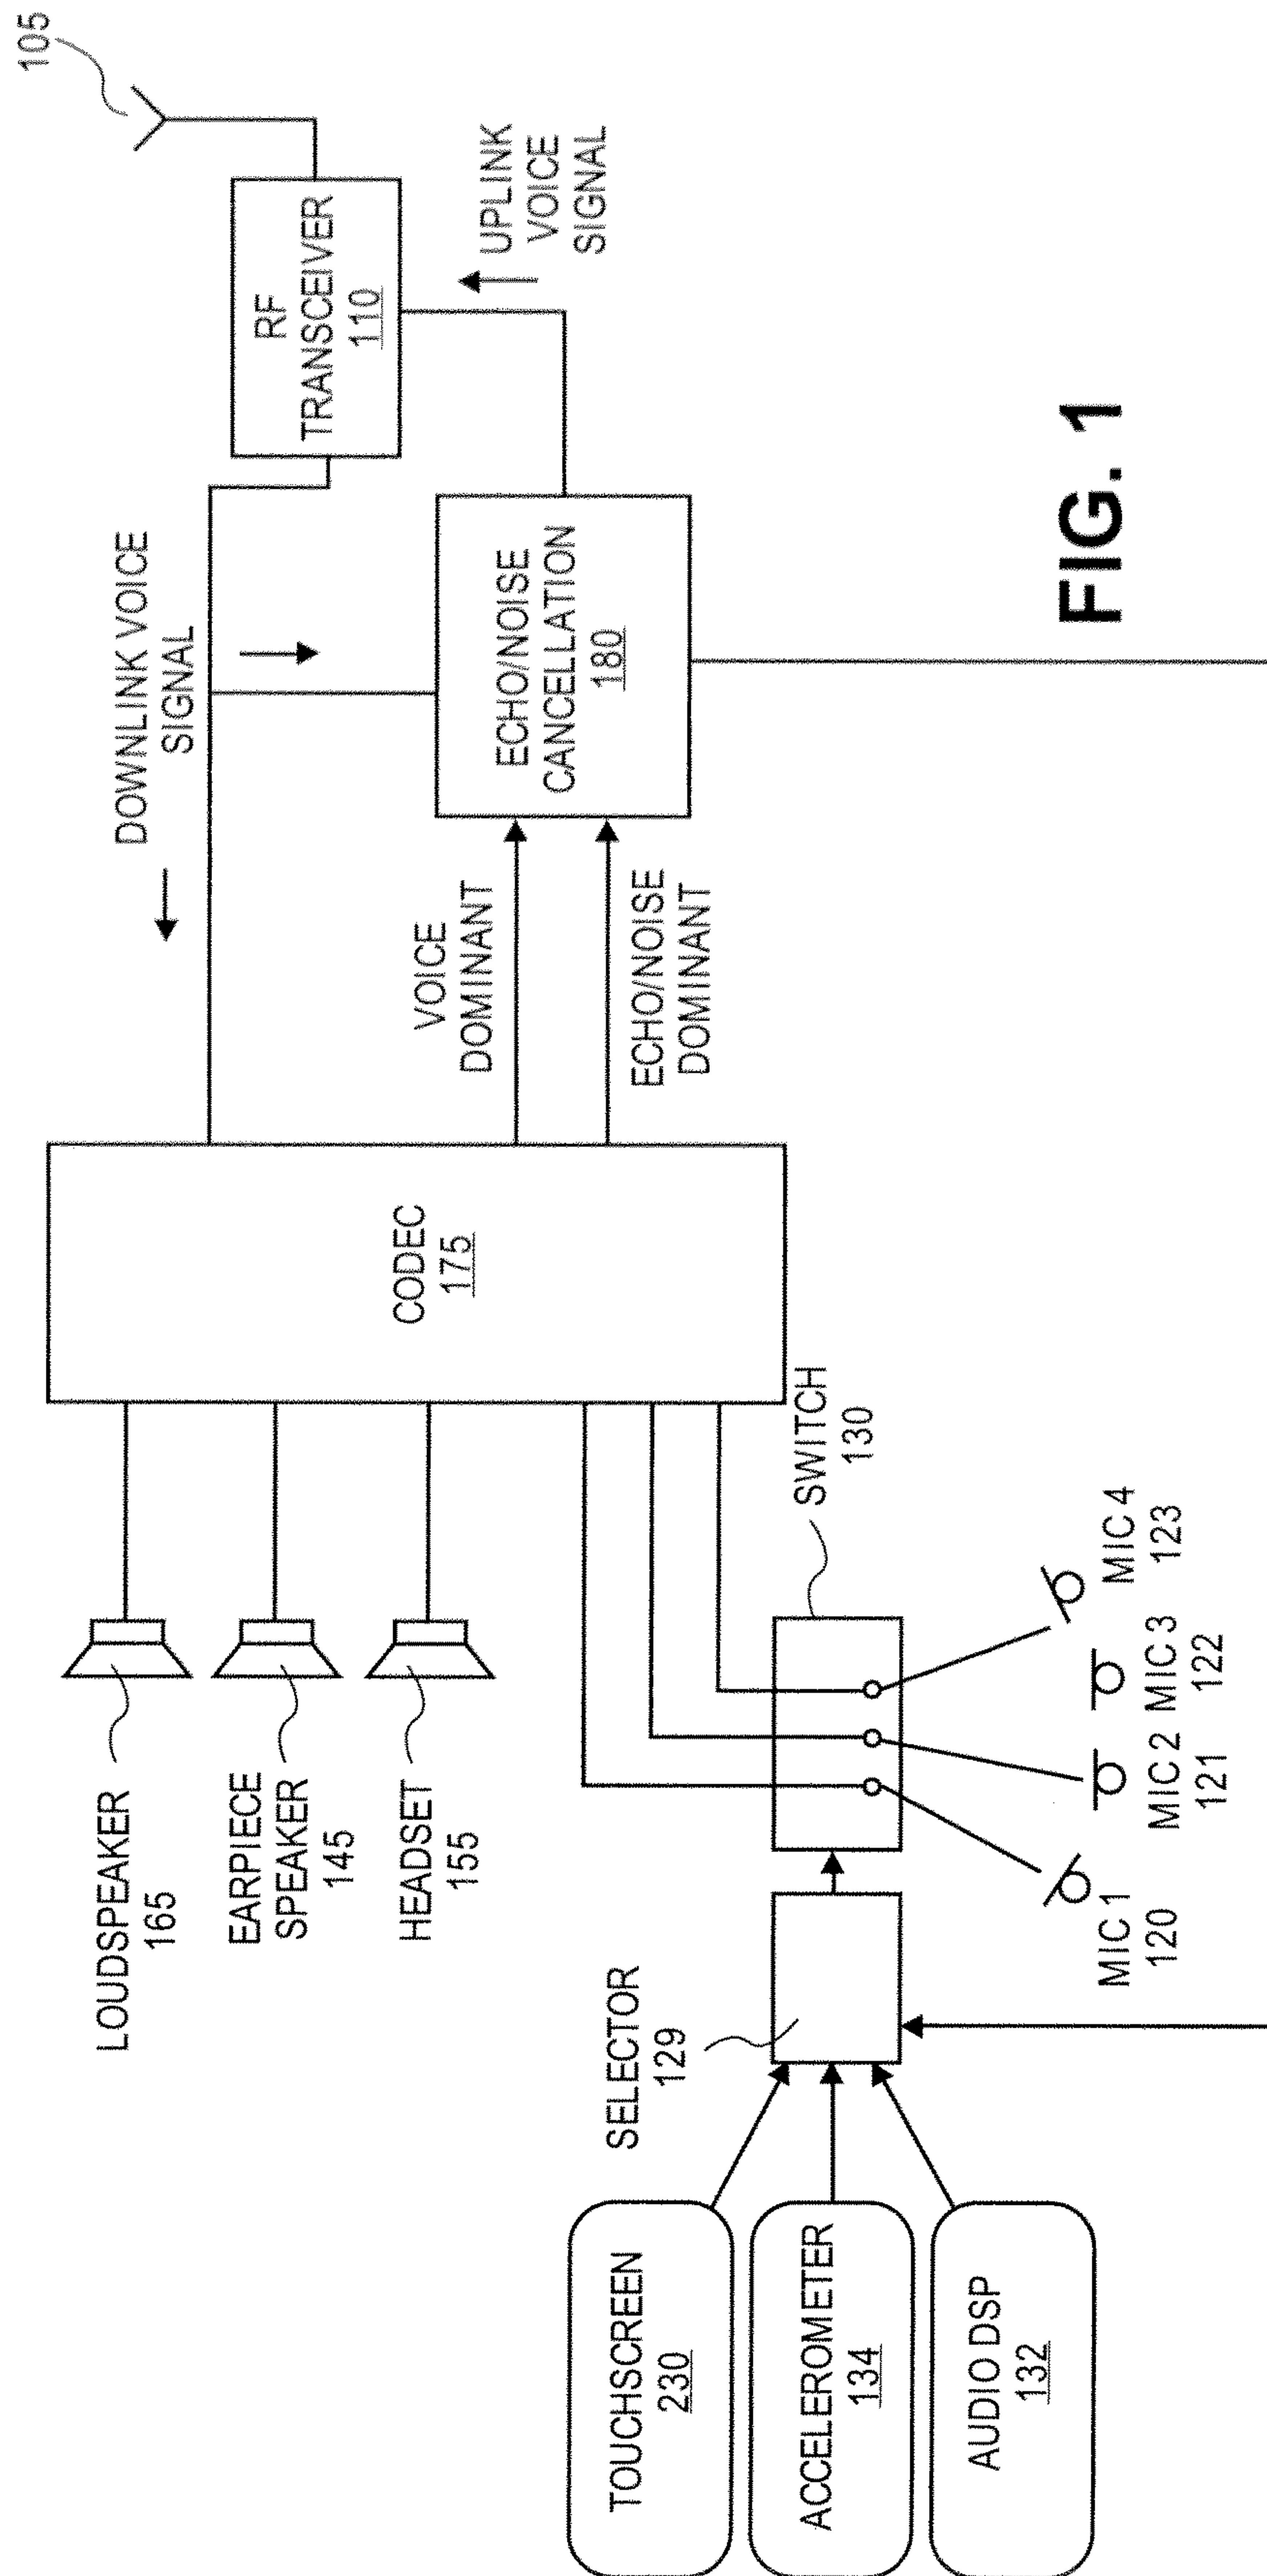 105
RF
TRANSCEIVER
110
UPLINK
VOICE
SIGNAL
DOWNLINK VOICE
SIGNAL
ECHO/NOISE
CANCELLATION
180
VOICE
DOMINANT
ECHO/NOISE
DOMINANT
CODEC
175
LOUDSPEAKER
165
EARPIECE
SPEAKER
145
HEADSET
155
SWITCH
130
SELECTOR
129
MIC 1
120
MIC 2
121
MIC 3
122
MIC 4
123
TOUCHSCREEN
230
ACCELEROMETER
134
AUDIO DSP
132
FIG. 1